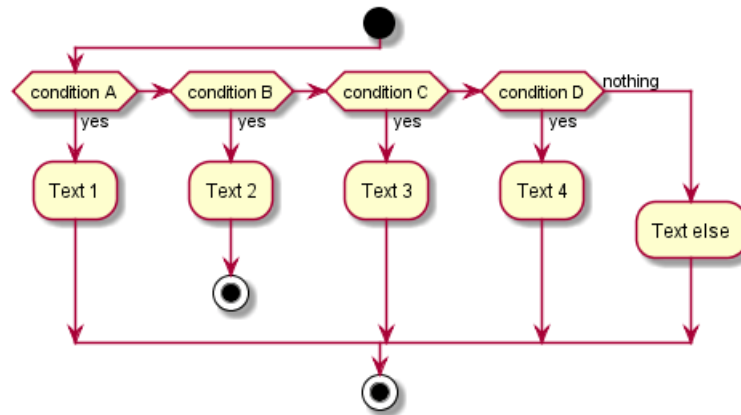 condition A
condition B
condition C
condition D
nothing
yes
yes
yes
yes
Text 1
Text 2
Text 3
Text 4
Text else